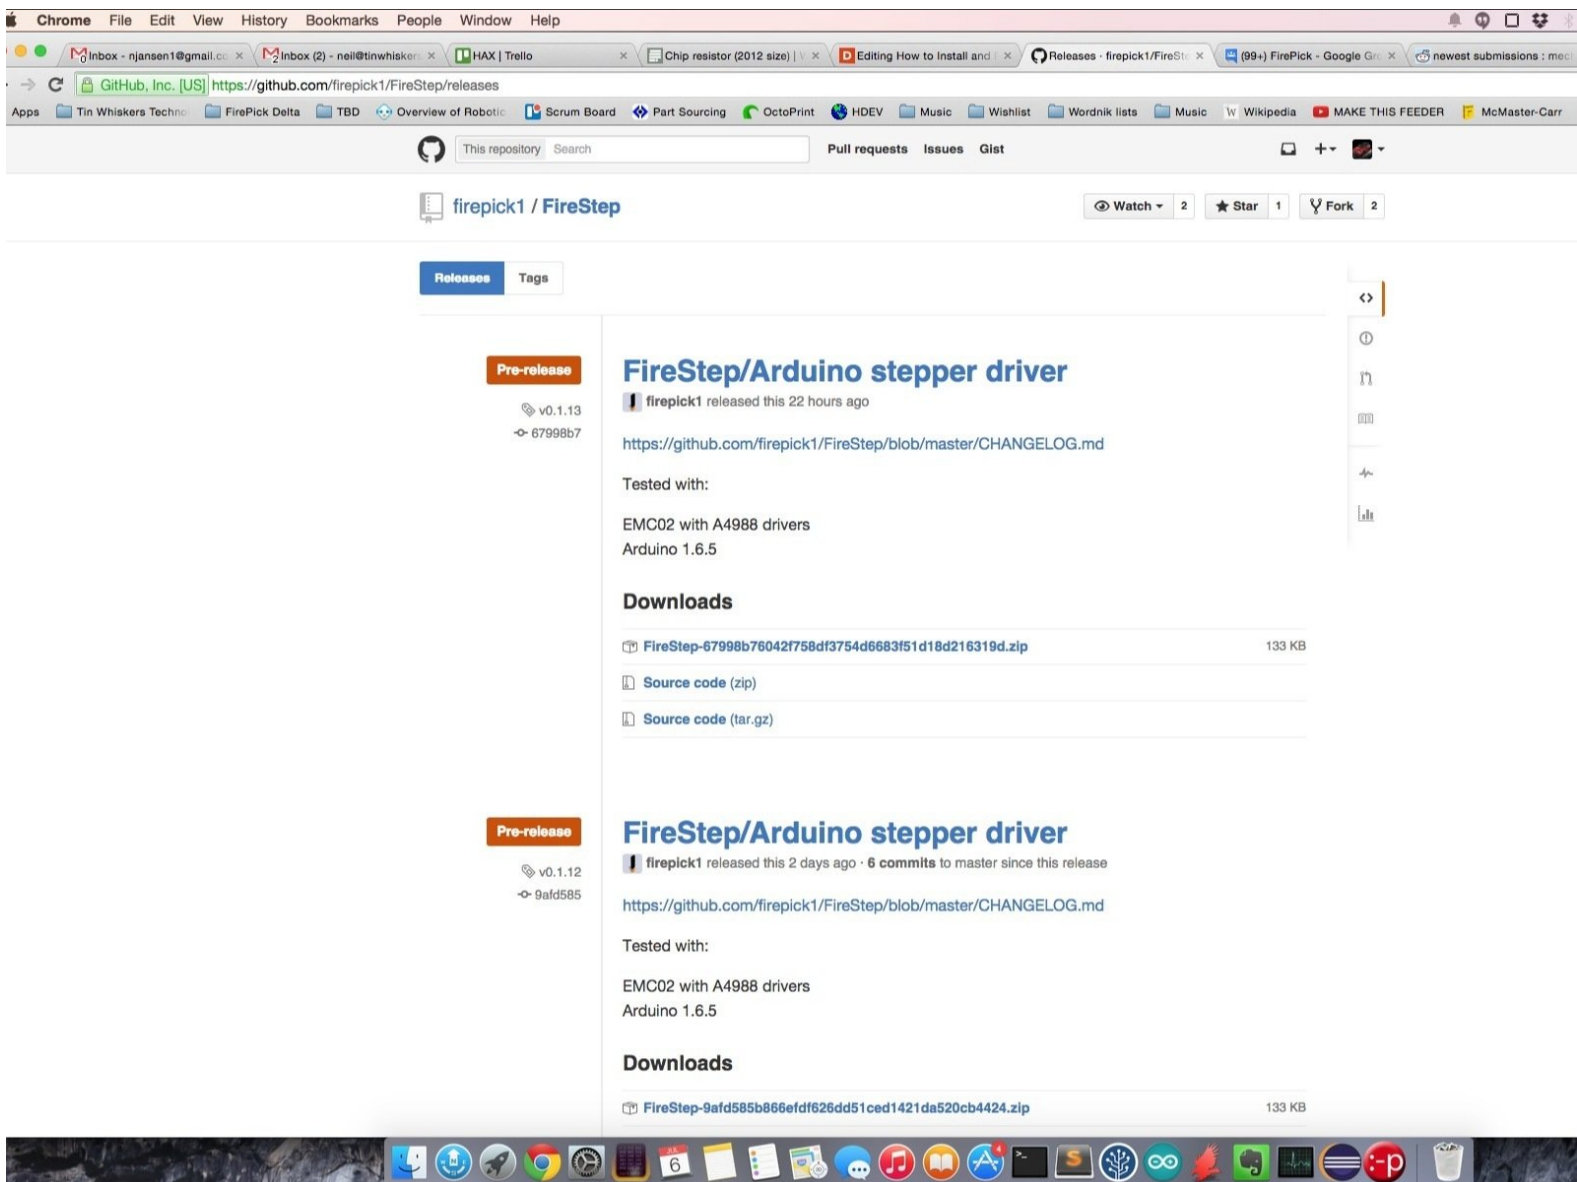 Chrome File Edit View History Bookmarks People Window Help
Inbox - njansen1@gmail.co Inbox (2) - neil@tinwhiskers HAX | Trello Chip resistor (2012 size) | Editing How to Install and Releases · firepick1/FireSte (99+) FirePick - Google Gro newest submissions : mec
GitHub, Inc. [US] https://github.com/firepick1/FireStep/releases
Apps Tin Whiskers Techno FirePick Delta TBD Overview of Robotic Scrum Board Part Sourcing OctoPrint HDEV Music Wishlist Wordnik lists Music W Wikipedia MAKE THIS FEEDER McMaster-Carr
This repository Search Pull requests Issues Gist
firepick1 / FireStep Watch 2 Star 1 Fork 2
Releases Tags
Pre-release FireStep/Arduino stepper driver
v0.1.13 firepick1 released this 22 hours ago
67998b7
https://github.com/firepick1/FireStep/blob/master/CHANGELOG.md
Tested with:
EMC02 with A4988 drivers
Arduino 1.6.5
Downloads
FireStep-67998b76042f758df3754d6683f51d18d216319d.zip 133 KB
Source code (zip)
Source code (tar.gz)
Pre-release FireStep/Arduino stepper driver
v0.1.12 firepick1 released this 2 days ago · 6 commits to master since this release
9afd585
https://github.com/firepick1/FireStep/blob/master/CHANGELOG.md
Tested with:
EMC02 with A4988 drivers
Arduino 1.6.5
Downloads
FireStep-9afd585b866efdf626dd51ced1421da520cb4424.zip 133 KB
JUL
6
4
S
:-p